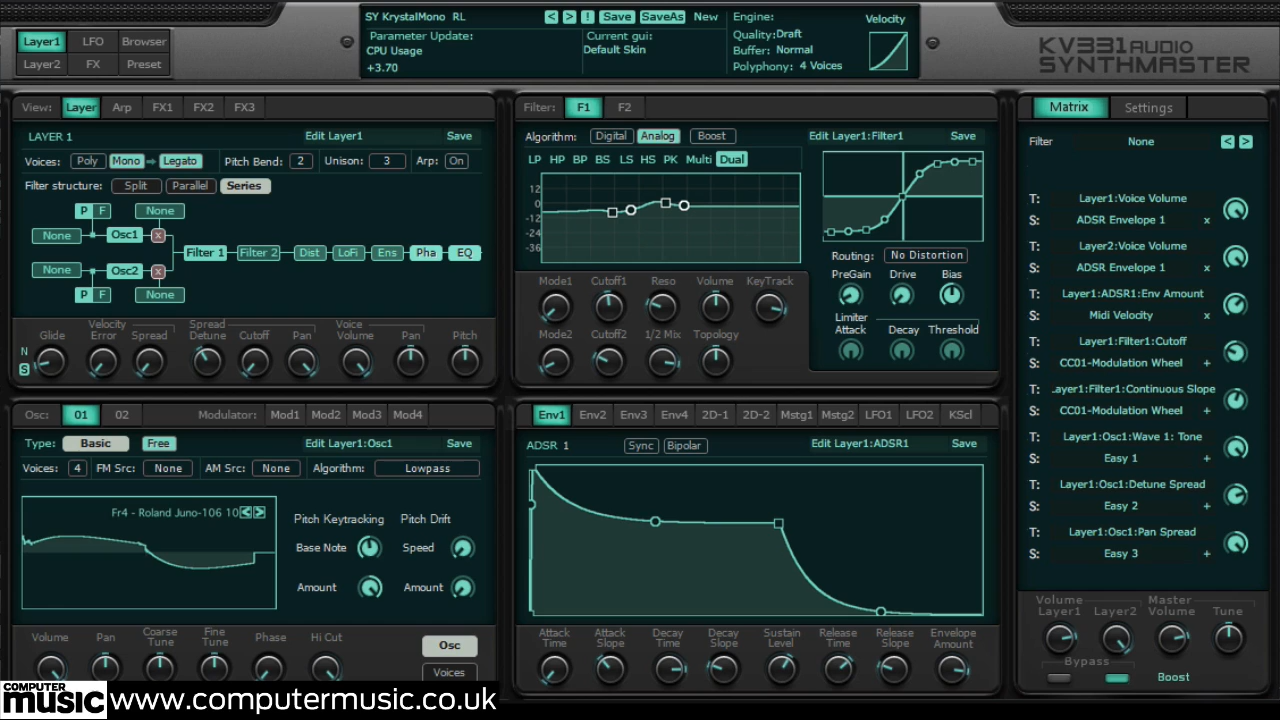 SY KrystalMono RL < > ! Save SaveAs New
Parameter Update:
CPU Usage
+3.70
Current gui:
Default Skin
Engine:
Quality:Draft
Buffer: Normal
Polyphony: 4 Voices
Velocity
KV331 AUDIO
SYNTHMASTER
Layer1 LFO Browser
Layer2 FX Preset
View: Layer Arp FX1 FX2 FX3
LAYER 1 Edit Layer1 Save
Voices: Poly Mono Legato Pitch Bend: 2 Unison: 3 Arp: On
Filter structure: Split Parallel Series
P F None
None Osc1 x
Filter 1 Filter 2 Dist LoFi Ens Pha EQ
None Osc2 x
P F None
Velocity Spread Voice
Glide Error Spread Detune Cutoff Pan Volume Pan Pitch
N
S
Filter: F1 F2
Algorithm: Digital Analog Boost
LP HP BP BS LS HS PK Multi Dual
12
0
-12
-24
-36
Edit Layer1:Filter1 Save
Routing: No Distortion
PreGain Drive Bias
Limiter
Attack Decay Threshold
Mode1 Cutoff1 Reso Volume KeyTrack
Mode2 Cutoff2 1/2 Mix Topology
Matrix Settings
Filter None < >
T: Layer1:Voice Volume
S: ADSR Envelope 1 x
T: Layer2:Voice Volume
S: ADSR Envelope 1 x
T: Layer1:ADSR1:Env Amount
S: Midi Velocity x
T: Layer1:Filter1:Cutoff
S: CC01-Modulation Wheel +
T: ayer1:Filter1:Continuous Slope
S: CC01-Modulation Wheel +
T: Layer1:Osc1:Wave 1: Tone
S: Easy 1 +
T: Layer1:Osc1:Detune Spread
S: Easy 2 +
T: Layer1:Osc1:Pan Spread
S: Easy 3 +
Volume Master
Layer1 Layer2 Volume Tune
Bypass
Boost
Osc: 01 02 Modulator: Mod1 Mod2 Mod3 Mod4
Type: Basic Free Edit Layer1:Osc1 Save
Voices: 4 FM Src: None AM Src: None Algorithm: Lowpass
Fr4 - Roland Juno-106 10 < >
Pitch Keytracking Pitch Drift
Base Note Speed
Amount Amount
Volume Pan Coarse Tune Fine Tune Phase Hi Cut
Osc
Voices
Env1 Env2 Env3 Env4 2D-1 2D-2 Mstg1 Mstg2 LFO1 LFO2 KScl
ADSR 1 Sync Bipolar Edit Layer1:ADSR1 Save
Attack Time Attack Slope Decay Time Decay Slope Sustain Level Release Time Release Slope Envelope Amount
COMPUTER
music www.computermusic.co.uk